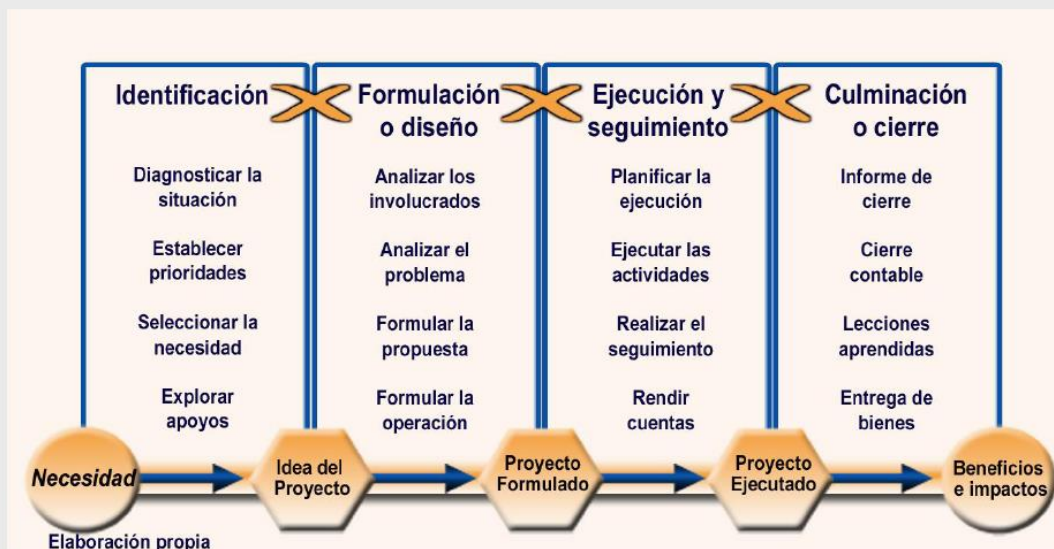 Identificación
Diagnosticar la
situación
Establecer
prioridades
Seleccionar la
necesidad
Explorar
apoyos
Formulación
o diseño
Analizar los
involucrados
Analizar el
problema
Formular la
propuesta
Formular la
operación
Ejecución y
seguimiento
Planificar la
ejecución
Ejecutar las
actividades
Realizar el
seguimiento
Rendir
cuentas
Culminación
o cierre
Informe de
cierre
Cierre
contable
Lecciones
aprendidas
Entrega de
bienes
Necesidad
Idea del
Proyecto
Proyecto
Formulado
Proyecto
Ejecutado
Beneficios
e impactos
Elaboración propia